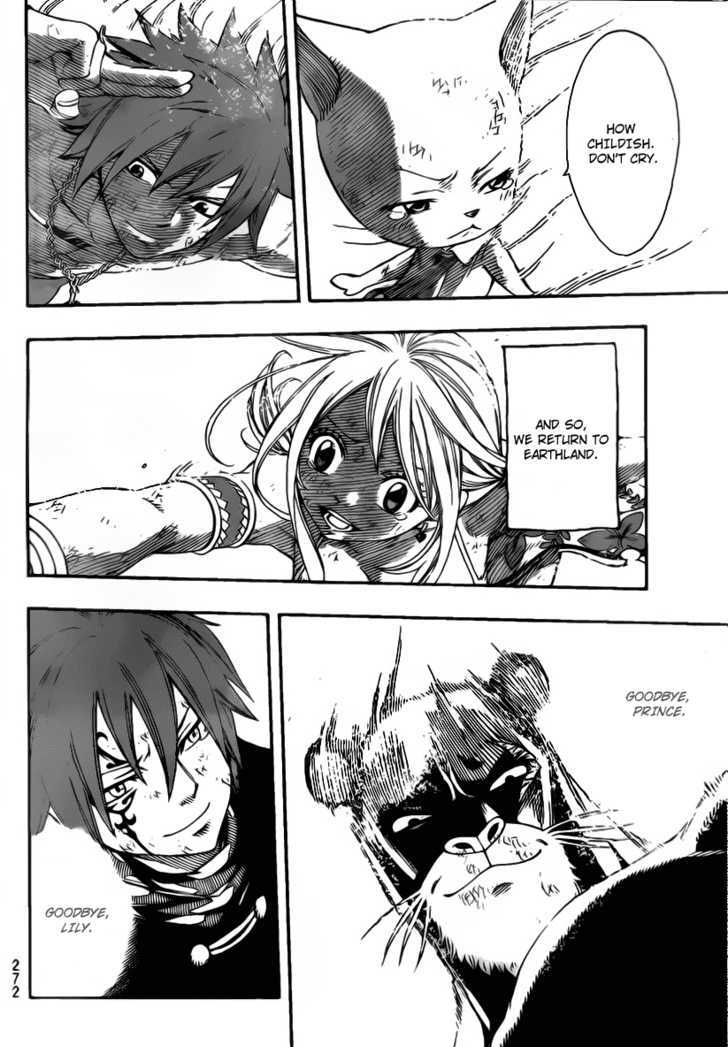 HOW
CHILDISH.
DON'T CRY.
AND SO,
WE RETURN TO
EARTHLAND.
GOODBYE,
PRINCE.
GOODBYE,
LILY.
272